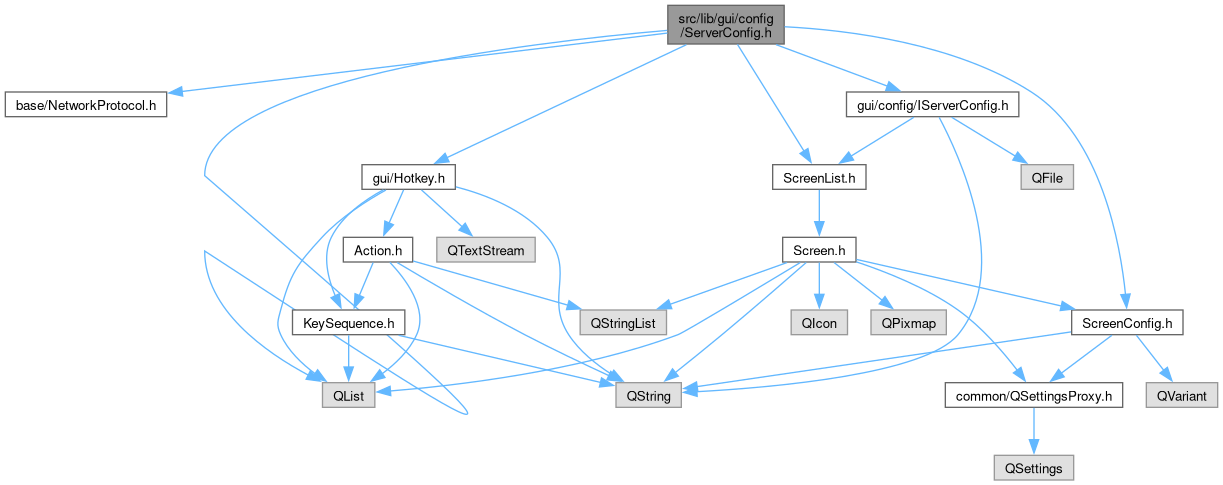 src/lib/gui/config
/ServerConfig.h
base/NetworkProtocol.h
gui/config/IServerConfig.h
gui/Hotkey.h
ScreenList.h
QFile
Action.h
QTextStream
Screen.h
KeySequence.h
QStringList
QIcon
QPixmap
ScreenConfig.h
QList
QString
common/QSettingsProxy.h
QVariant
QSettings